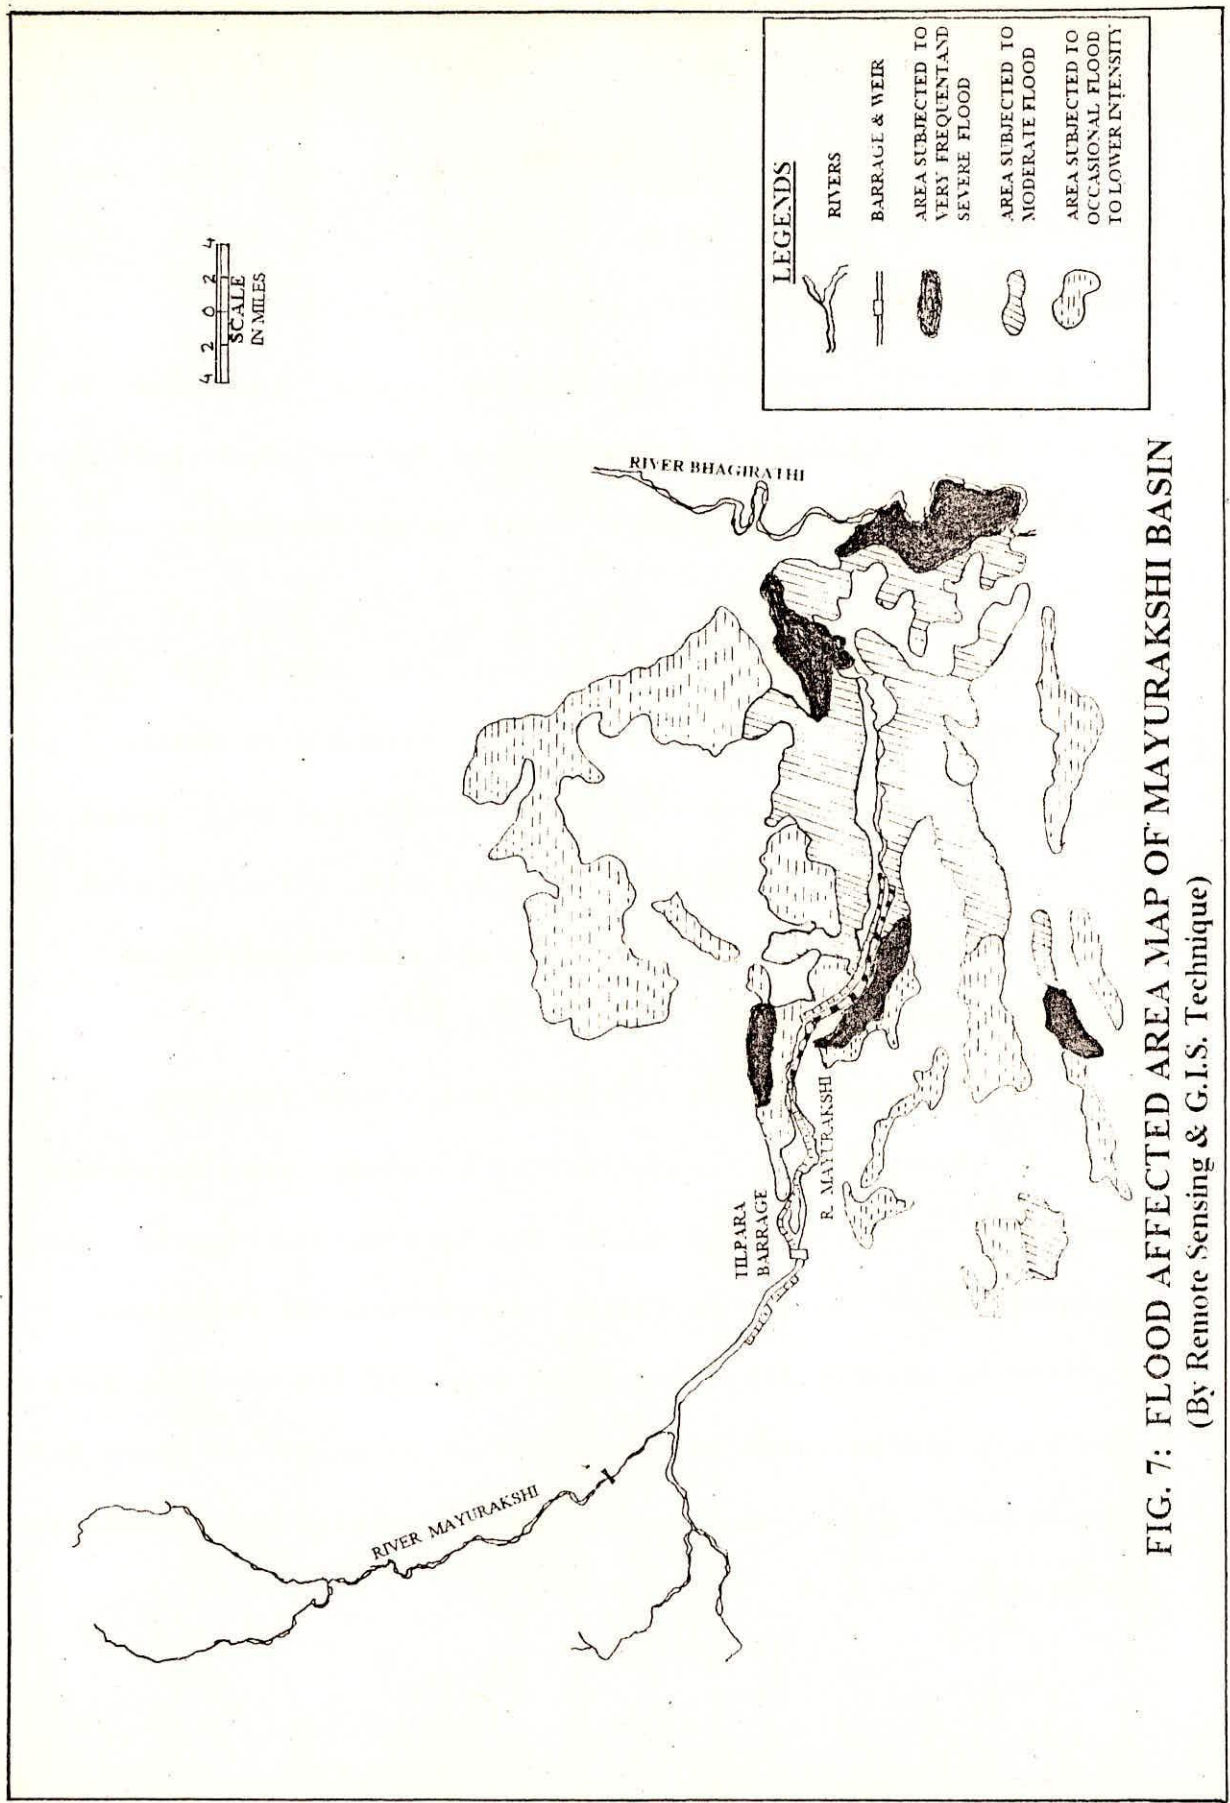 4 2 0 2 4
SCALE
IN MILES
RIVER MAYURAKSHI
TILPARA
BARRAGE
R. MAYURAKSHI
RIVER BHAGIRATHI
LEGENDS
RIVERS
BARRAGE & WEIR
AREA SUBJECTED TO
VERY FREQUENTAND
SEVERE FLOOD
AREA SUBJECTED TO
MODERATE FLOOD
AREA SUBJECTED TO
OCCASIONAL FLOOD
TO LOWER INTENSITY
FIG. 7: FLOOD AFFECTED AREA MAP OF MAYURAKSHI BASIN
(By Remote Sensing & G.I.S. Technique)